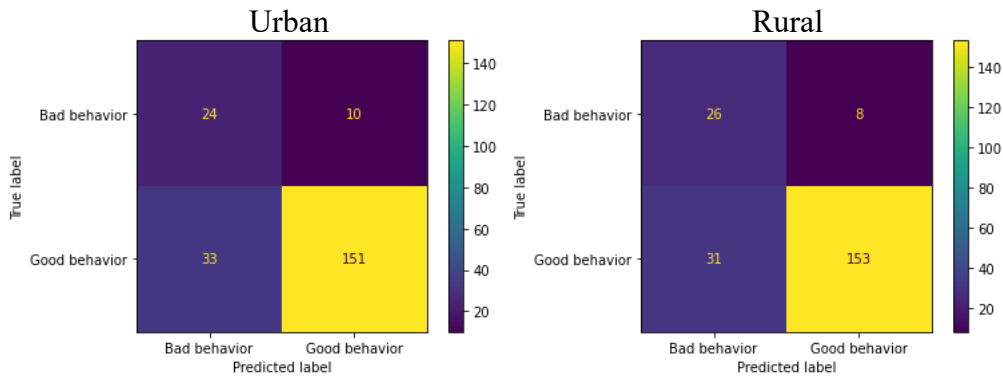 Urban
Bad behavior
Good behavior
True label
24
10
33
151
Bad behavior
Good behavior
Predicted label
140
120
100
80
60
40
20
Rural
Bad behavior
Good behavior
True label
26
8
31
153
Bad behavior
Good behavior
Predicted label
140
120
100
80
60
40
20